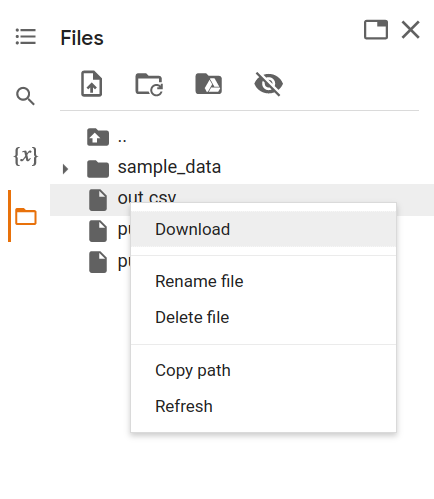 Files
{x}
..
sample_data
out.csv
Download
Rename file
Delete file
Copy path
Refresh